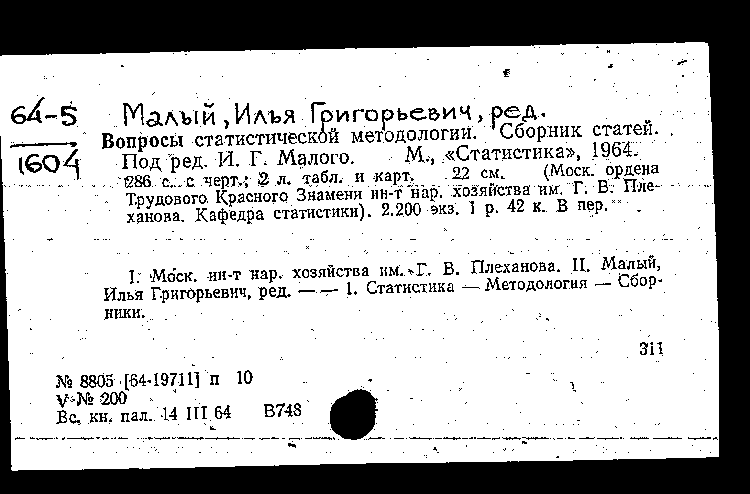 64-5 Малый, Илья Григорьевич, ред.
1604
Вопросы статистической методологии. Сборник статей.
Под ред. И. Г. Малого. М., «Статистика», 1964.
286 с. с черт.; 2 л. табл. и карт. 22 см. (Моск. ордена
Трудового Красного Знамени ин-т нар. хозяйства им. Г. В. Пле-
ханова. Кафедра статистики). 2.200 экз. 1 р. 42 к. В пер.
I. Моск. ин-т нар. хозяйства им. Г. В. Плеханова. II. Малый,
Илья Григорьевич, ред. — — 1. Статистика — Методология — Сбор-
ники.
311
№ 8805 [64-19711] п 10
V № 200
Вс. кн. пал. 14 III 64 В748